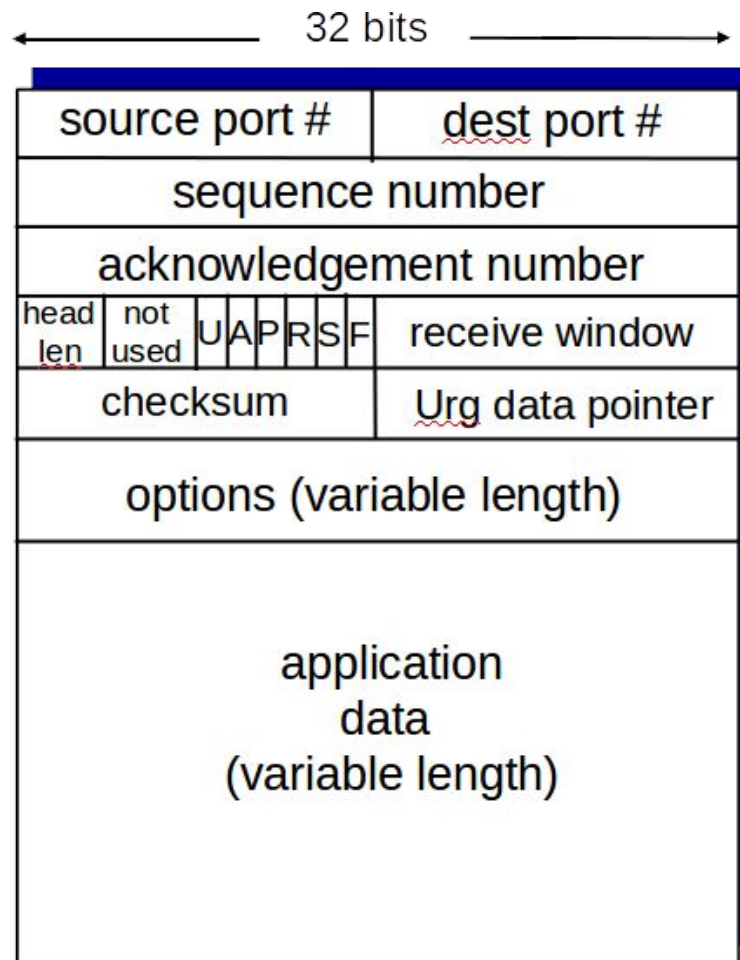 32 bits
source port # dest port #
sequence number
acknowledgement number
head not U A P R S F receive window
len used
checksum Urg data pointer
options (variable length)
application
data
(variable length)